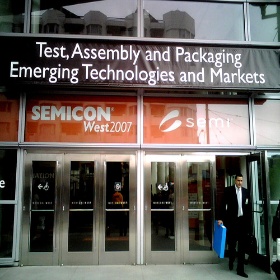 Test, Assembly and Packaging
Emerging Technologies and Markets
SEMICON®
West2007
semi